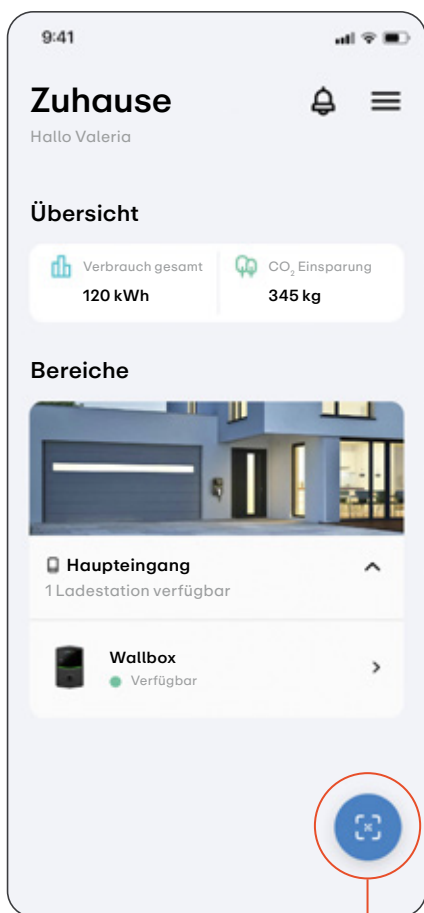 9:41
Zuhause
Hallo Valeria
Übersicht
Verbrauch gesamt
120 kWh
CO₂ Einsparung
345 kg
Bereiche
Haupteingang
1 Ladestation verfügbar
Wallbox
Verfügbar